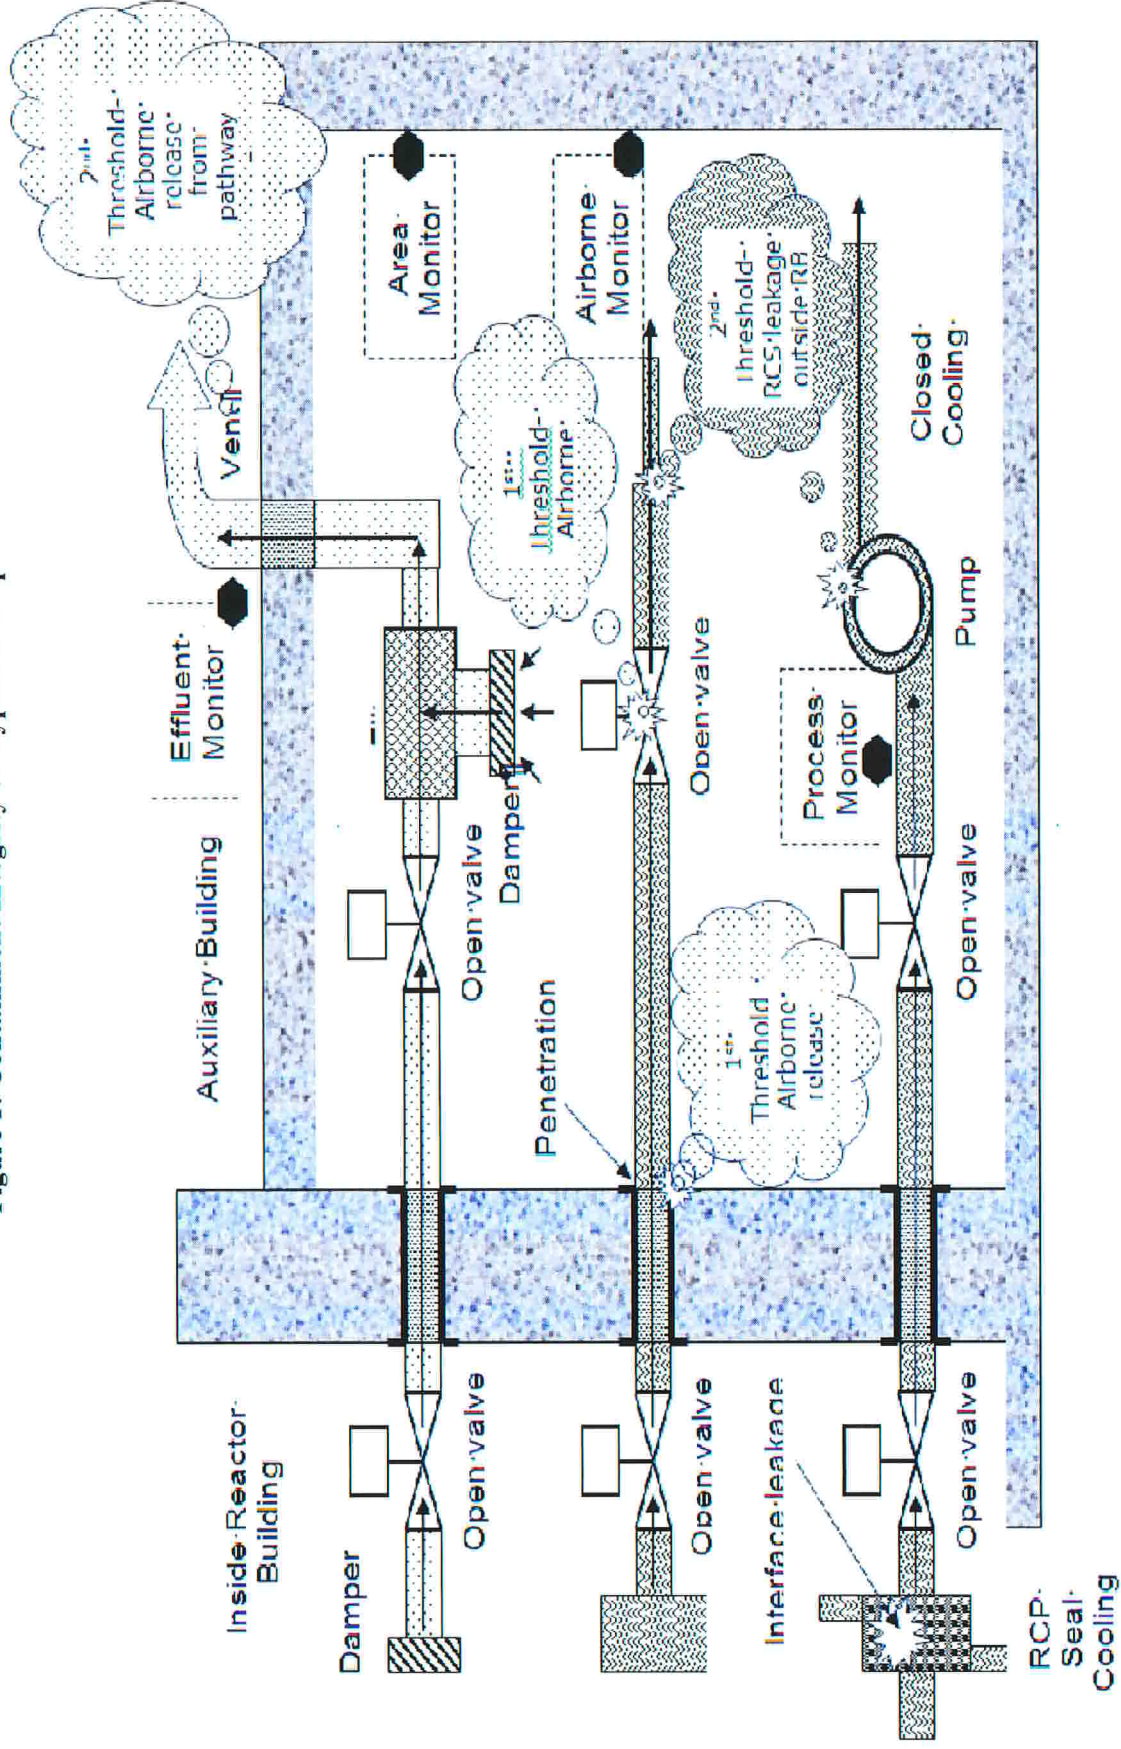 2nd
Threshold-
Airborne
release
from
pathway
Effluent
Monitor
Vent
Auxiliary Building
Inside Reactor
Building
Area
Monitor
Damper
Open valve
Open valve
Damper
1st
Threshold-
Airborne
Airborne
Monitor
Penetration
Open valve
Open valve
2nd
Threshold-
RCS leakage
outside RB
1st
Threshold
Airborne
release
Interface leakage
Process
Monitor
Closed
Cooling
Pump
Open valve
Open valve
RCP
Seal
Cooling